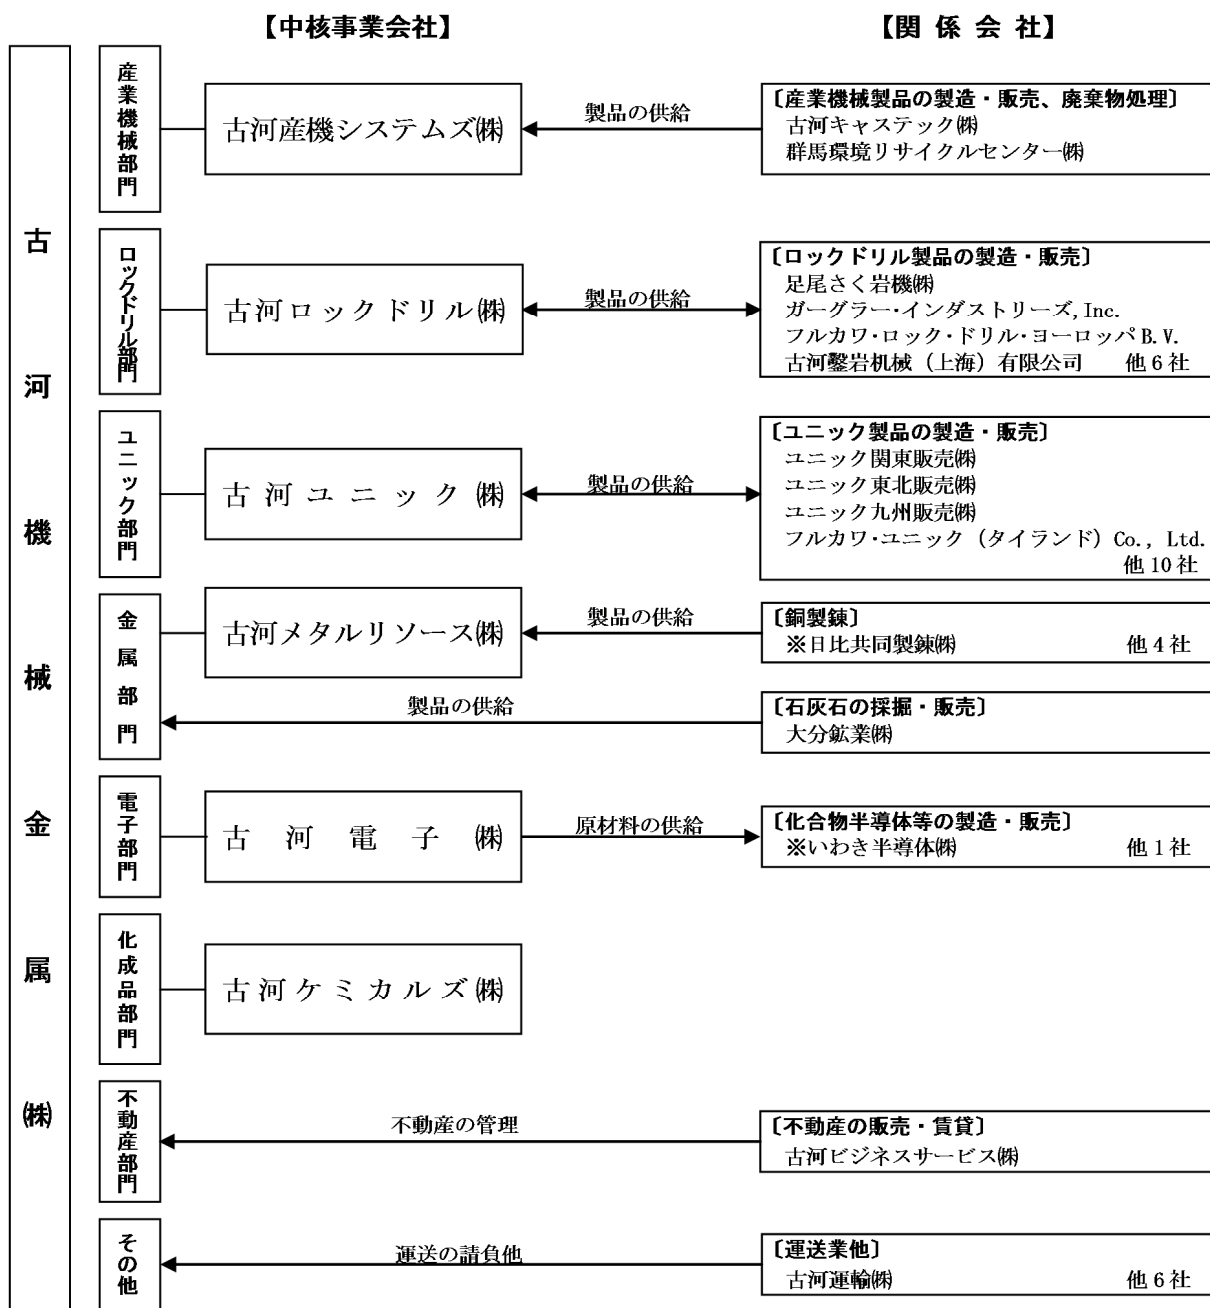 【中核事業会社】
【関係会社】
古河機械金属㈱
産業機械部門
古河産機システムズ㈱
製品の供給
〔産業機械製品の製造・販売、廃棄物処理〕
古河キャステック㈱
群馬環境リサイクルセンター㈱
ロックドリル部門
古河ロックドリル㈱
製品の供給
〔ロックドリル製品の製造・販売〕
足尾さく岩機㈱
ガーグラー・インダストリーズ, Inc.
フルカワ・ロック・ドリル・ヨーロッパ B. V.
古河鑿岩机械（上海）有限公司 他 6 社
ユニック部門
古河ユニック㈱
製品の供給
〔ユニック製品の製造・販売〕
ユニック関東販売㈱
ユニック東北販売㈱
ユニック九州販売㈱
フルカワ・ユニック（タイランド）Co., Ltd.
他 10 社
金属部門
古河メタルリソース㈱
製品の供給
〔銅製錬〕
※日比共同製錬㈱ 他 4 社
製品の供給
〔石灰石の採掘・販売〕
大分鉱業㈱
電子部門
古河電子㈱
原材料の供給
〔化合物半導体等の製造・販売〕
※いわき半導体㈱ 他 1 社
化成品部門
古河ケミカルズ㈱
不動産部門
不動産の管理
〔不動産の販売・賃貸〕
古河ビジネスサービス㈱
その他
運送の請負他
〔運送業他〕
古河運輸㈱ 他 6 社